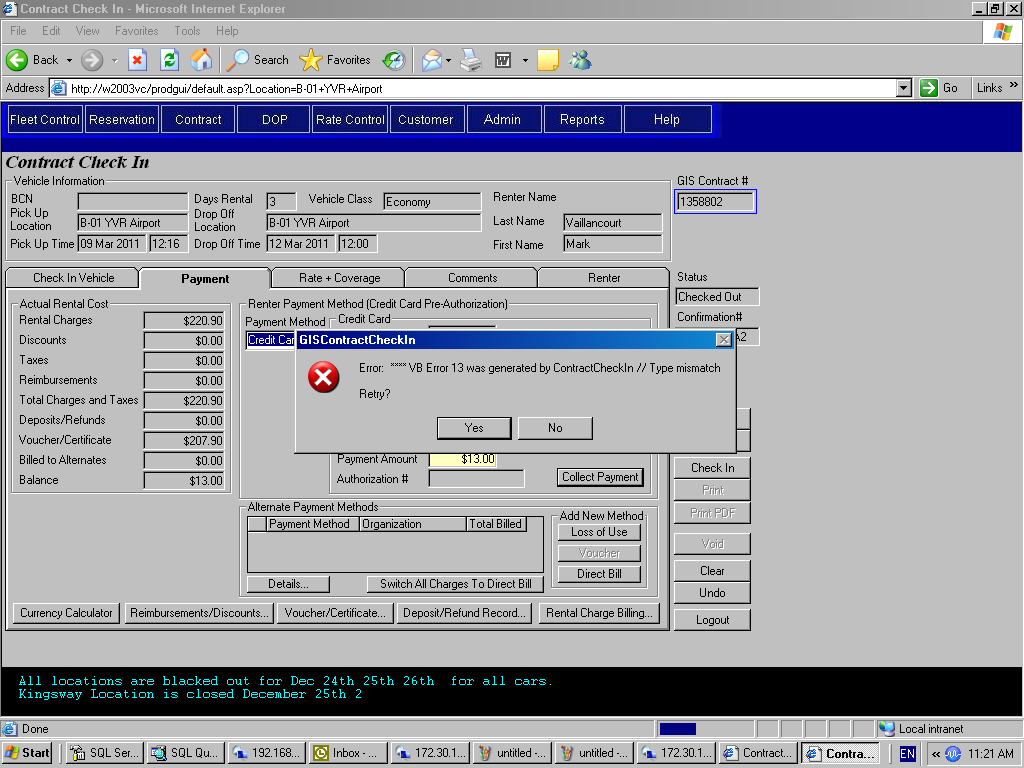 Contract Check In - Microsoft Internet Explorer
File Edit View Favorites Tools Help
Back Search Favorites
Address http://w2003vc/prodgui/default.asp?Location=B-01+YVR+Airport Go Links »
Fleet Control Reservation Contract DOP Rate Control Customer Admin Reports Help
Contract Check In
Vehicle Information
GIS Contract #
BCN Days Rental 3 Vehicle Class Economy Renter Name
1358802
Pick Up Location B-01 YVR Airport Drop Off Location B-01 YVR Airport Last Name Vaillancourt
Pick Up Time 09 Mar 2011 12:16 Drop Off Time 12 Mar 2011 12:00 First Name Mark
Check In Vehicle Payment Rate + Coverage Comments Renter
Status
Checked Out
Confirmation#
A2
Actual Rental Cost
Rental Charges $220.90
Discounts $0.00
Taxes $0.00
Reimbursements $0.00
Total Charges and Taxes $220.90
Deposits/Refunds $0.00
Voucher/Certificate $207.90
Billed to Alternates $0.00
Balance $13.00
Renter Payment Method (Credit Card Pre-Authorization)
Payment Method Credit Card
Credit Car
GISContractCheckIn
Error: **** VB Error 13 was generated by ContractCheckIn // Type mismatch
Retry?
Yes No
Payment Amount $13.00
Authorization # Collect Payment
Alternate Payment Methods
Payment Method Organization Total Billed
Add New Method
Loss of Use
Voucher
Direct Bill
Details... Switch All Charges To Direct Bill
Currency Calculator Reimbursements/Discounts... Voucher/Certificate... Deposit/Refund Record... Rental Charge Billing...
Check In
Print
Print PDF
Void
Clear
Undo
Logout
All locations are blacked out for Dec 24th 25th 26th for all cars.
Kingsway Location is closed December 25th 2
Done Local intranet
Start SQL Ser... SQL Qu... 192.168... Inbox - ... 172.30.1... untitled -... untitled -... 172.30.1... Contract... Contra... EN « 11:21 AM